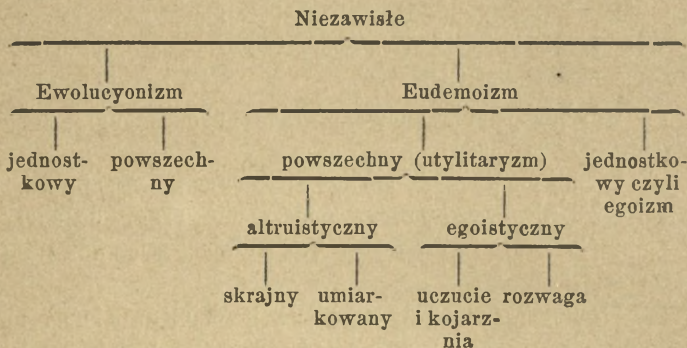 Niezawisłe
Ewolucyonizm Eudemoizm
jednost- powszech- powszechny (utylitaryzm) jednostko-
kowy ny wy czyli
egoizm
altruistyczny egoistyczny
skrajny umiar- uczucie rozwaga
kowany i kojarz-
nia